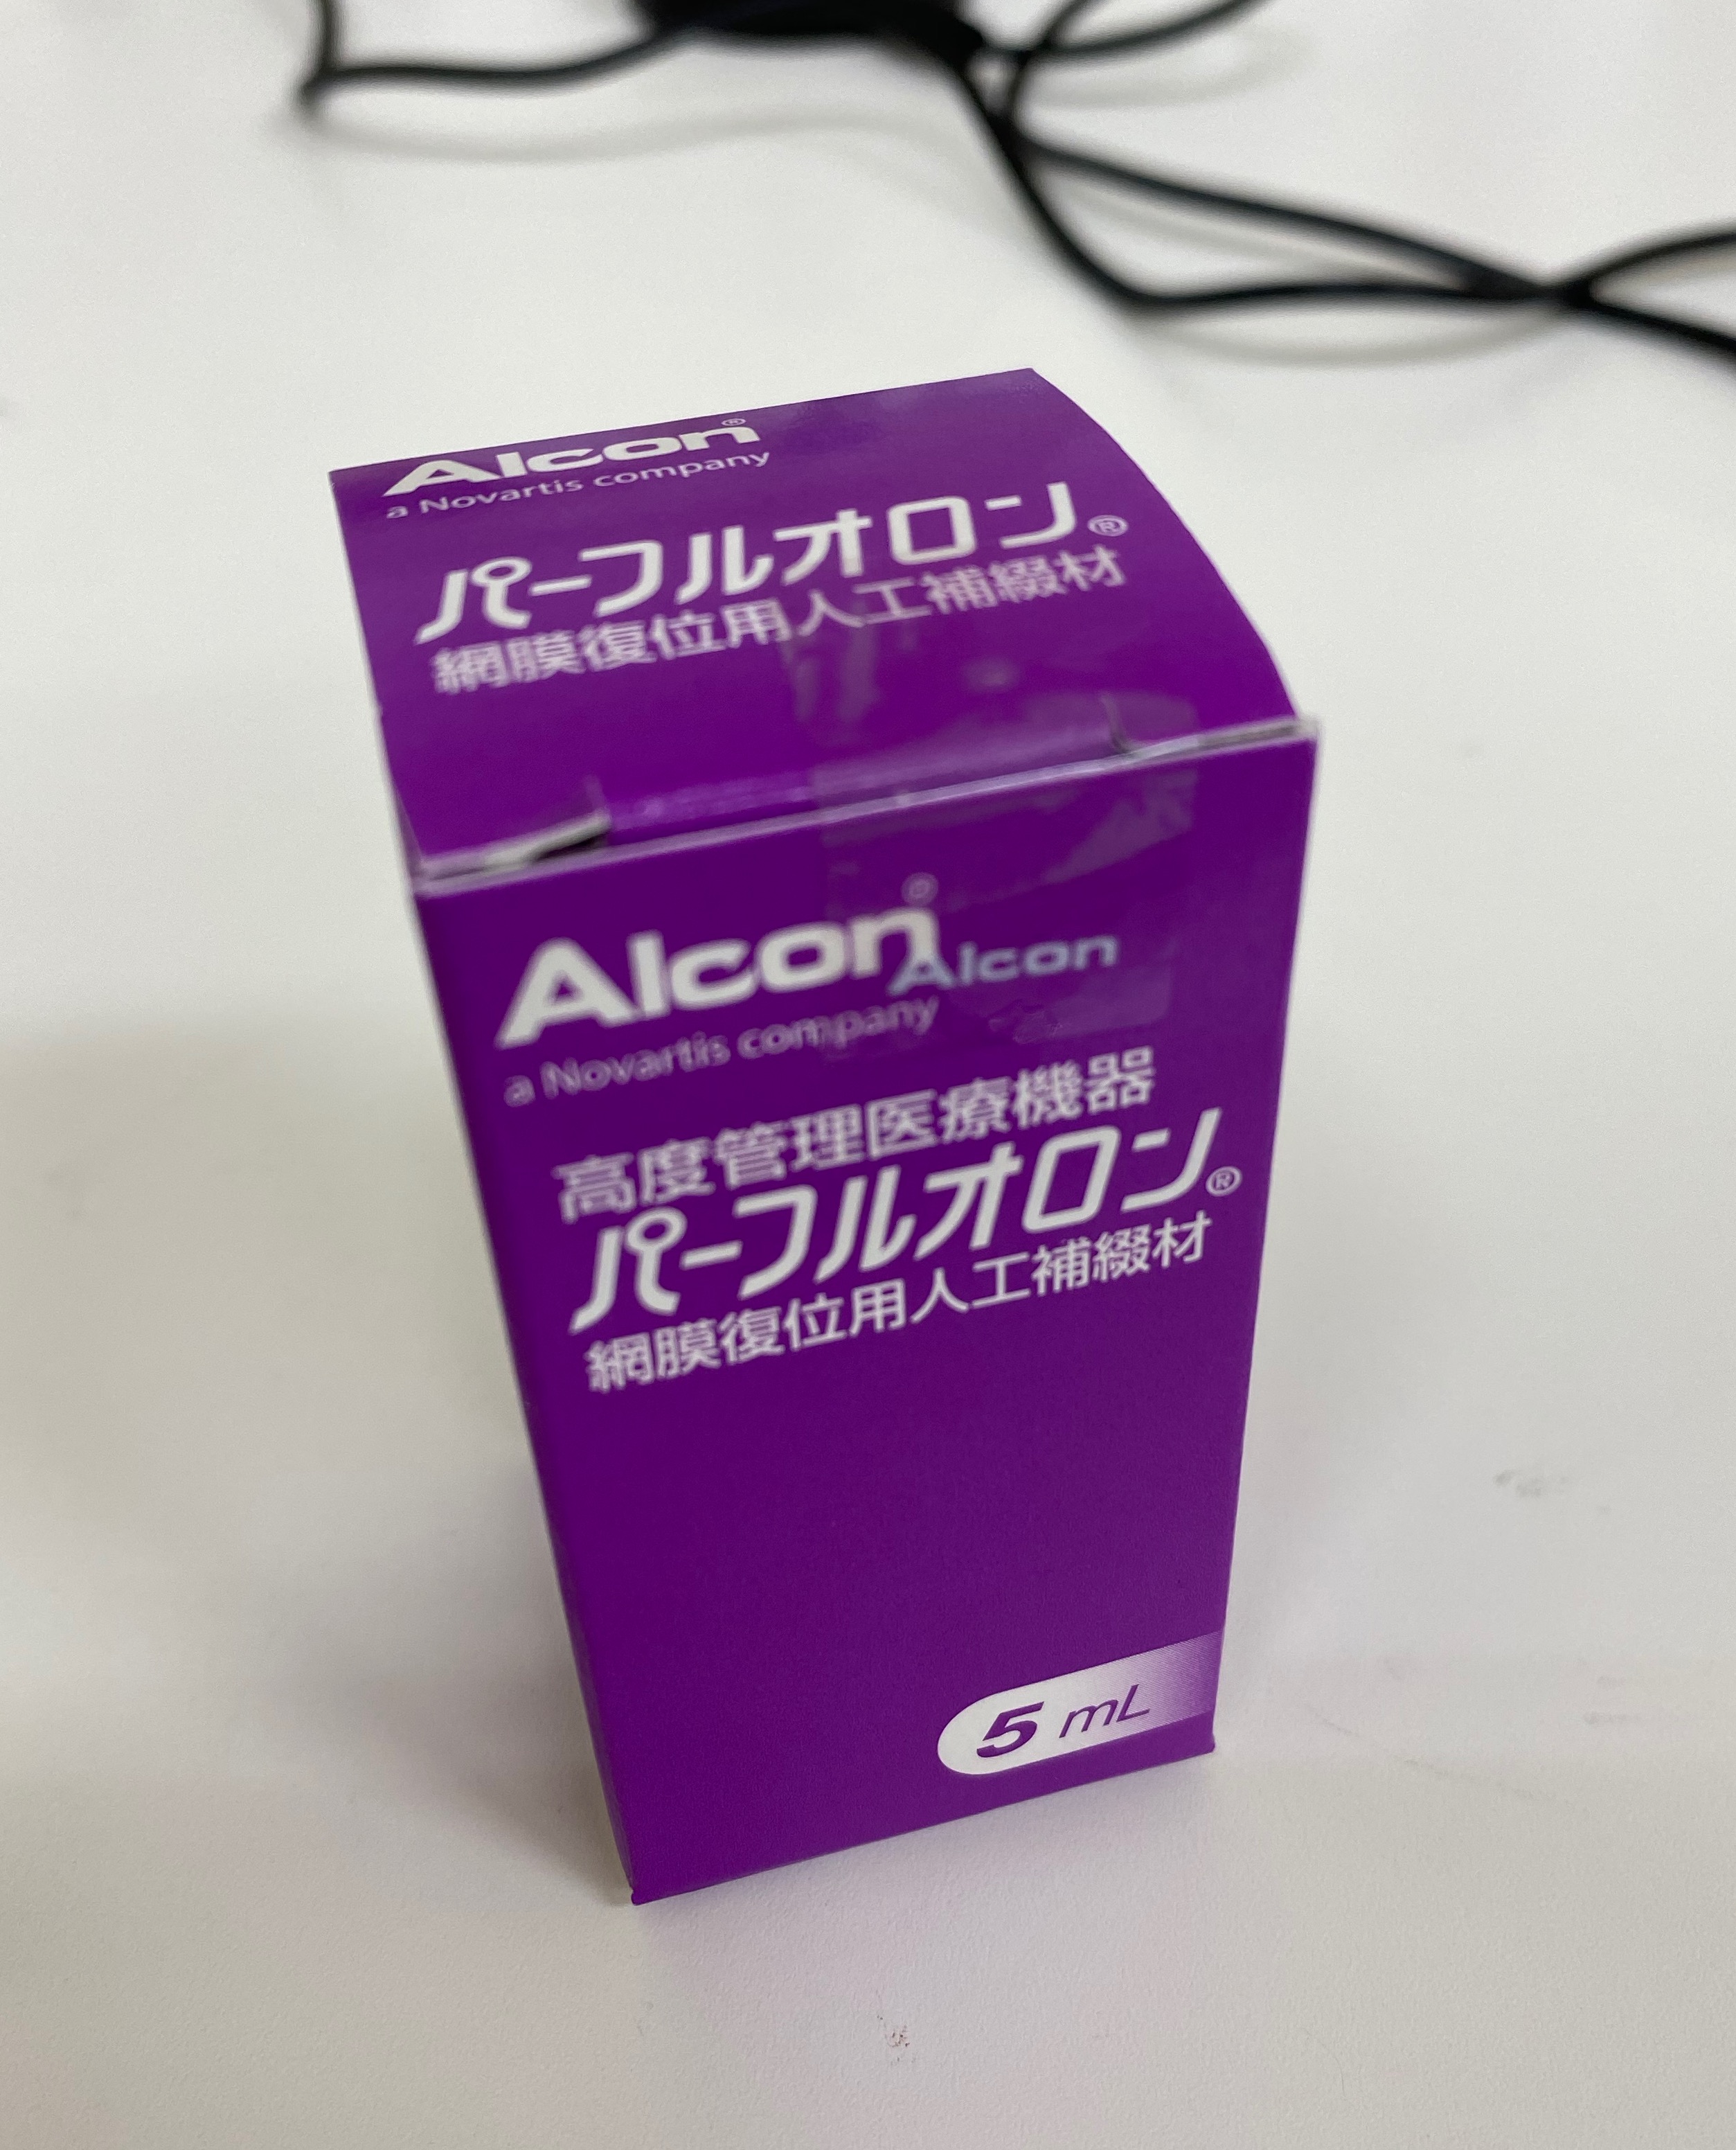 Alcon®
a Novartis company
パーフルオロン®
網膜復位用人工補綴材
Alcon®
Alcon
a Novartis company
高度管理医療機器
パーフルオロン®
網膜復位用人工補綴材
5 mL